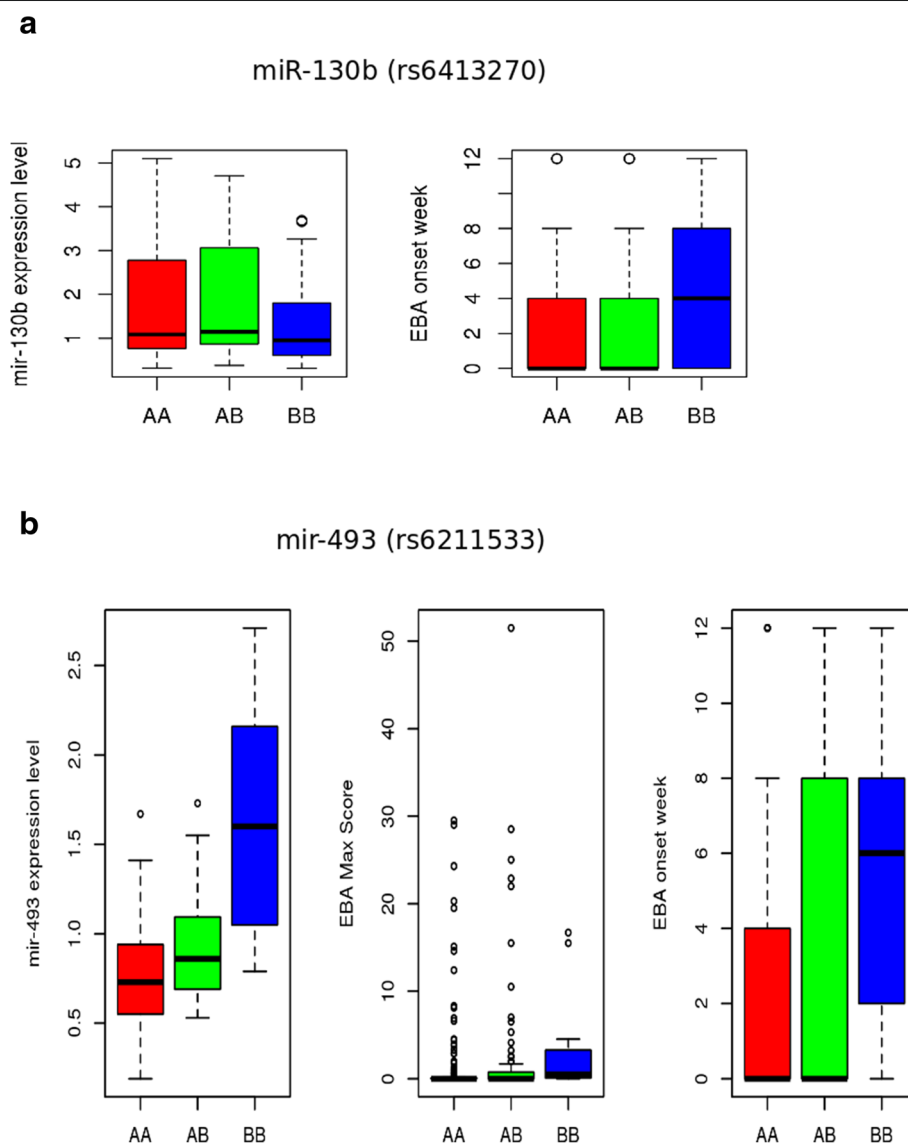 a
miR-130b (rs6413270)
mir-130b expression level
5
4
3
2
1
AA AB BB
EBA onset week
12
8
6
4
2
0
AA AB BB
b
mir-493 (rs6211533)
mir-493 expression level
2.5
2.0
1.5
1.0
0.5
AA AB BB
EBA Max Score
50
40
30
20
10
0
AA AB BB
EBA onset week
12
10
8
6
4
2
0
AA AB BB